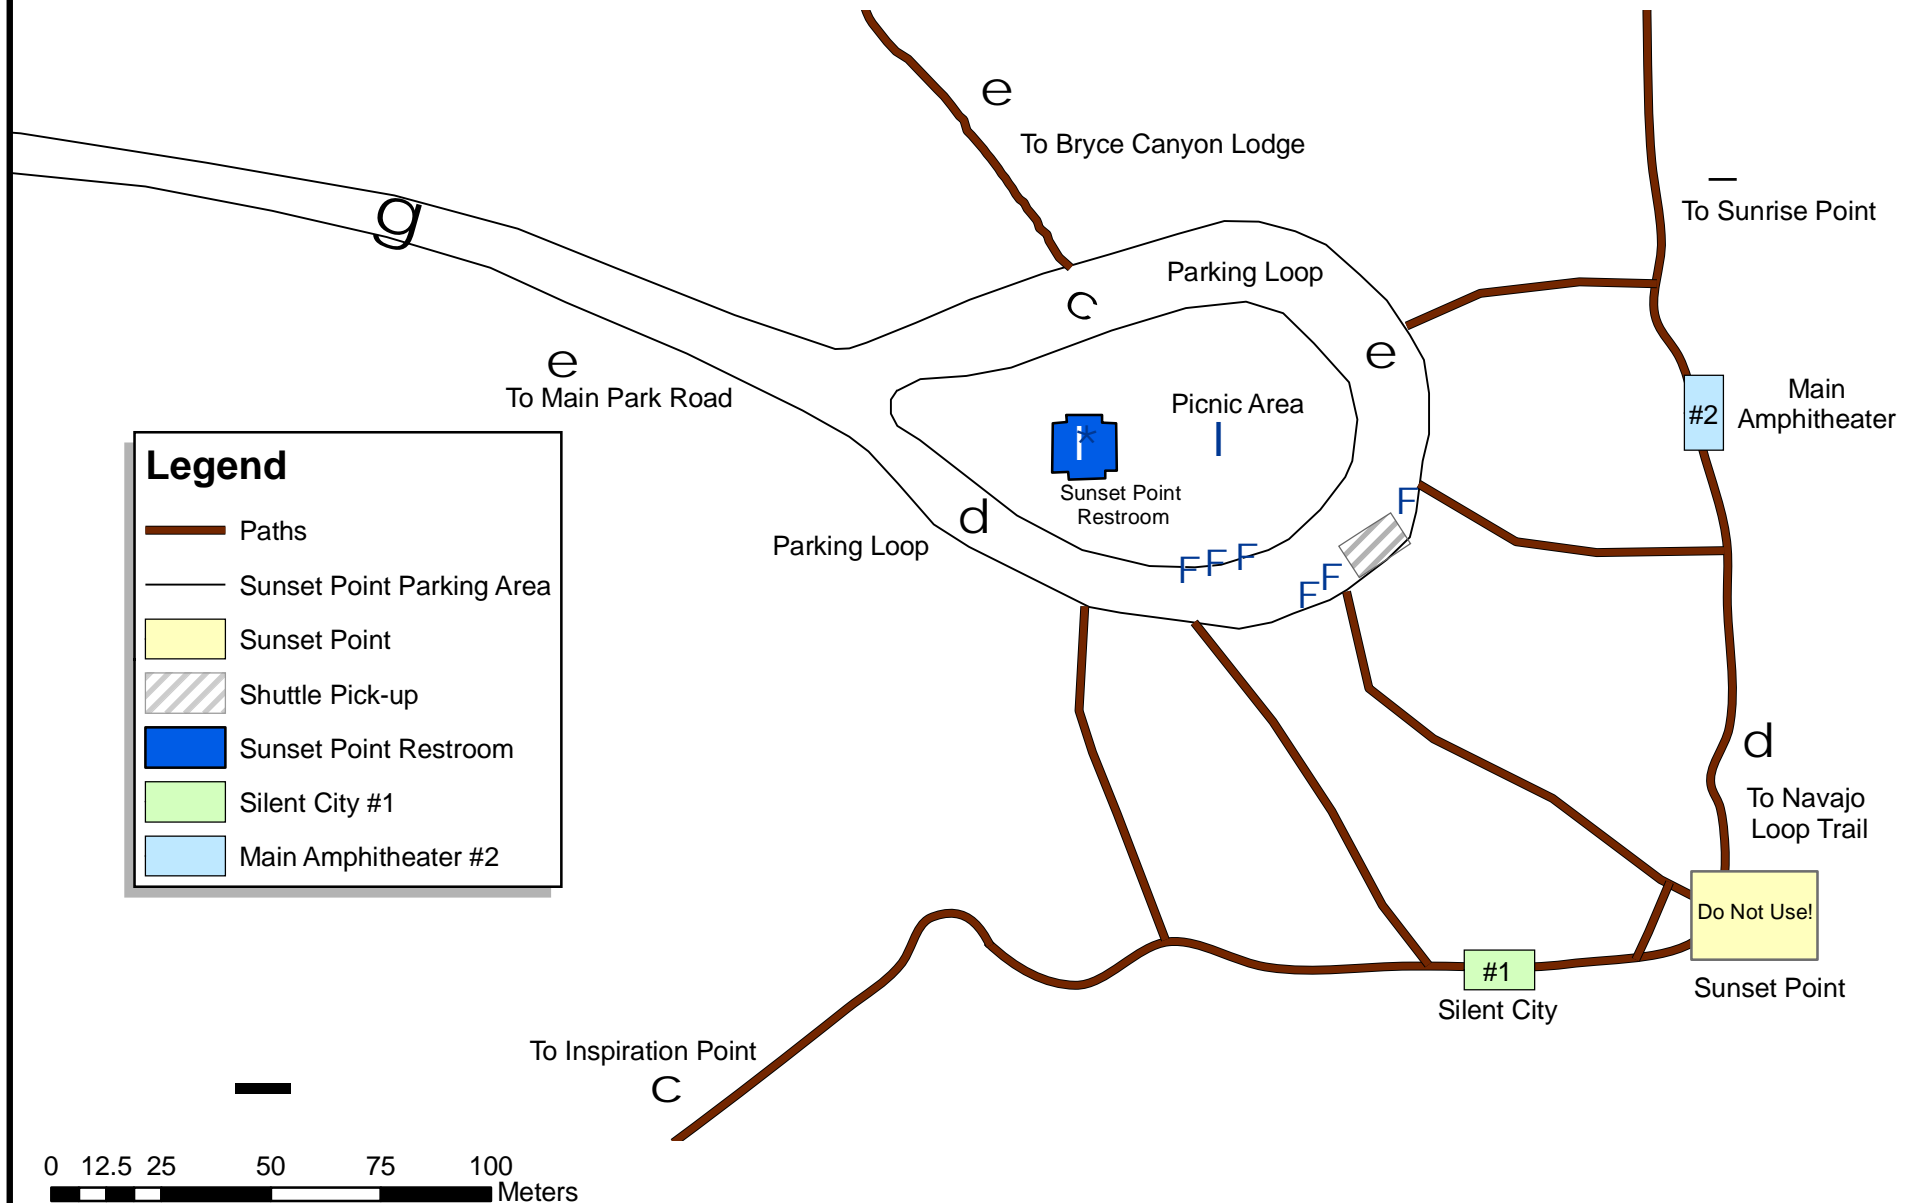 e
To Bryce Canyon Lodge
To Sunrise Point
g
Parking Loop
c
e
e
To Main Park Road
Picnic Area
I
i
*
Sunset Point
Restroom
#2
Main
Amphitheater
d
Parking Loop
F
F F F
F F
Legend
Paths
Sunset Point Parking Area
Sunset Point
Shuttle Pick-up
Sunset Point Restroom
Silent City #1
Main Amphitheater #2
d
To Navajo
Loop Trail
Do Not Use!
Sunset Point
#1
Silent City
To Inspiration Point
c
0 12.5 25 50 75 100
Meters